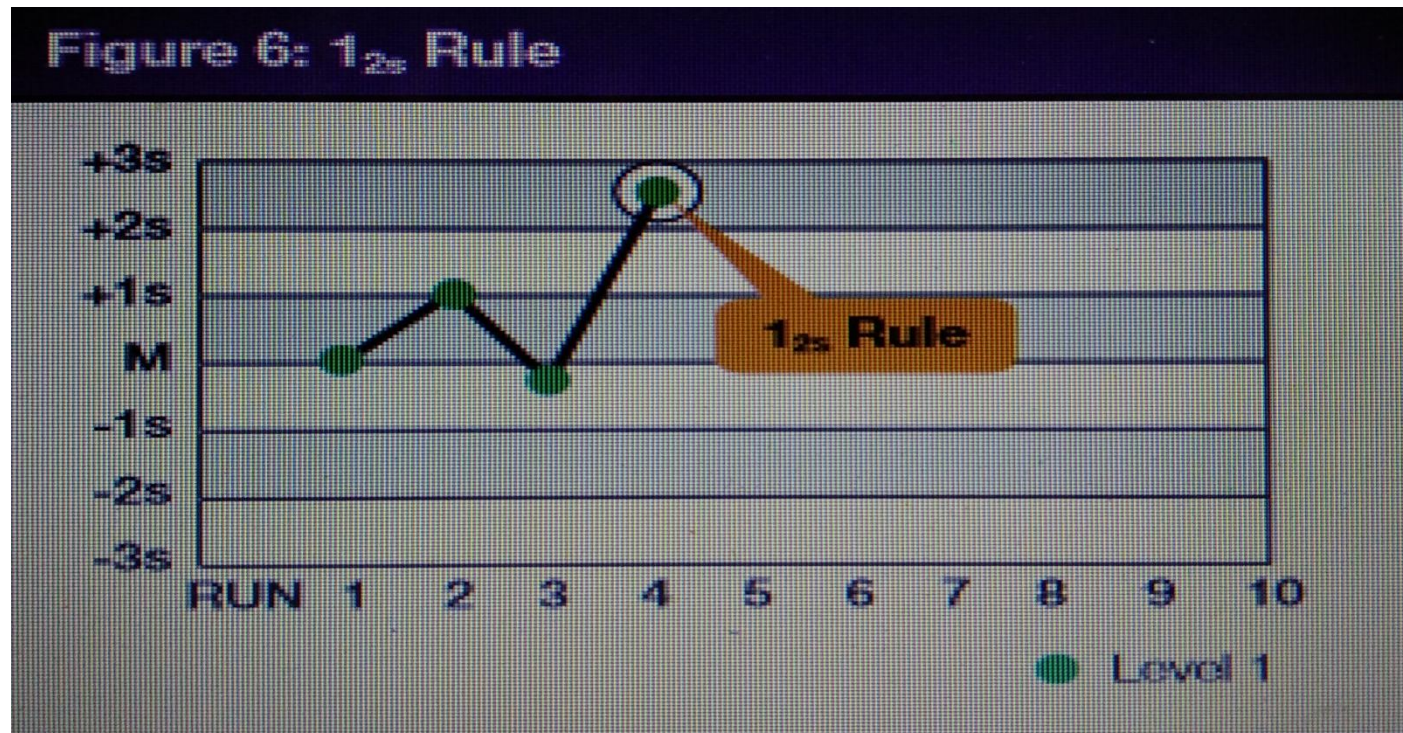 Figure 6: 1₂ₛ Rule
+3s
+2s
+1s
M
-1s
-2s
-3s
1₂ₛ Rule
RUN 1 2 3 4 5 6 7 8 9 10
Level 1